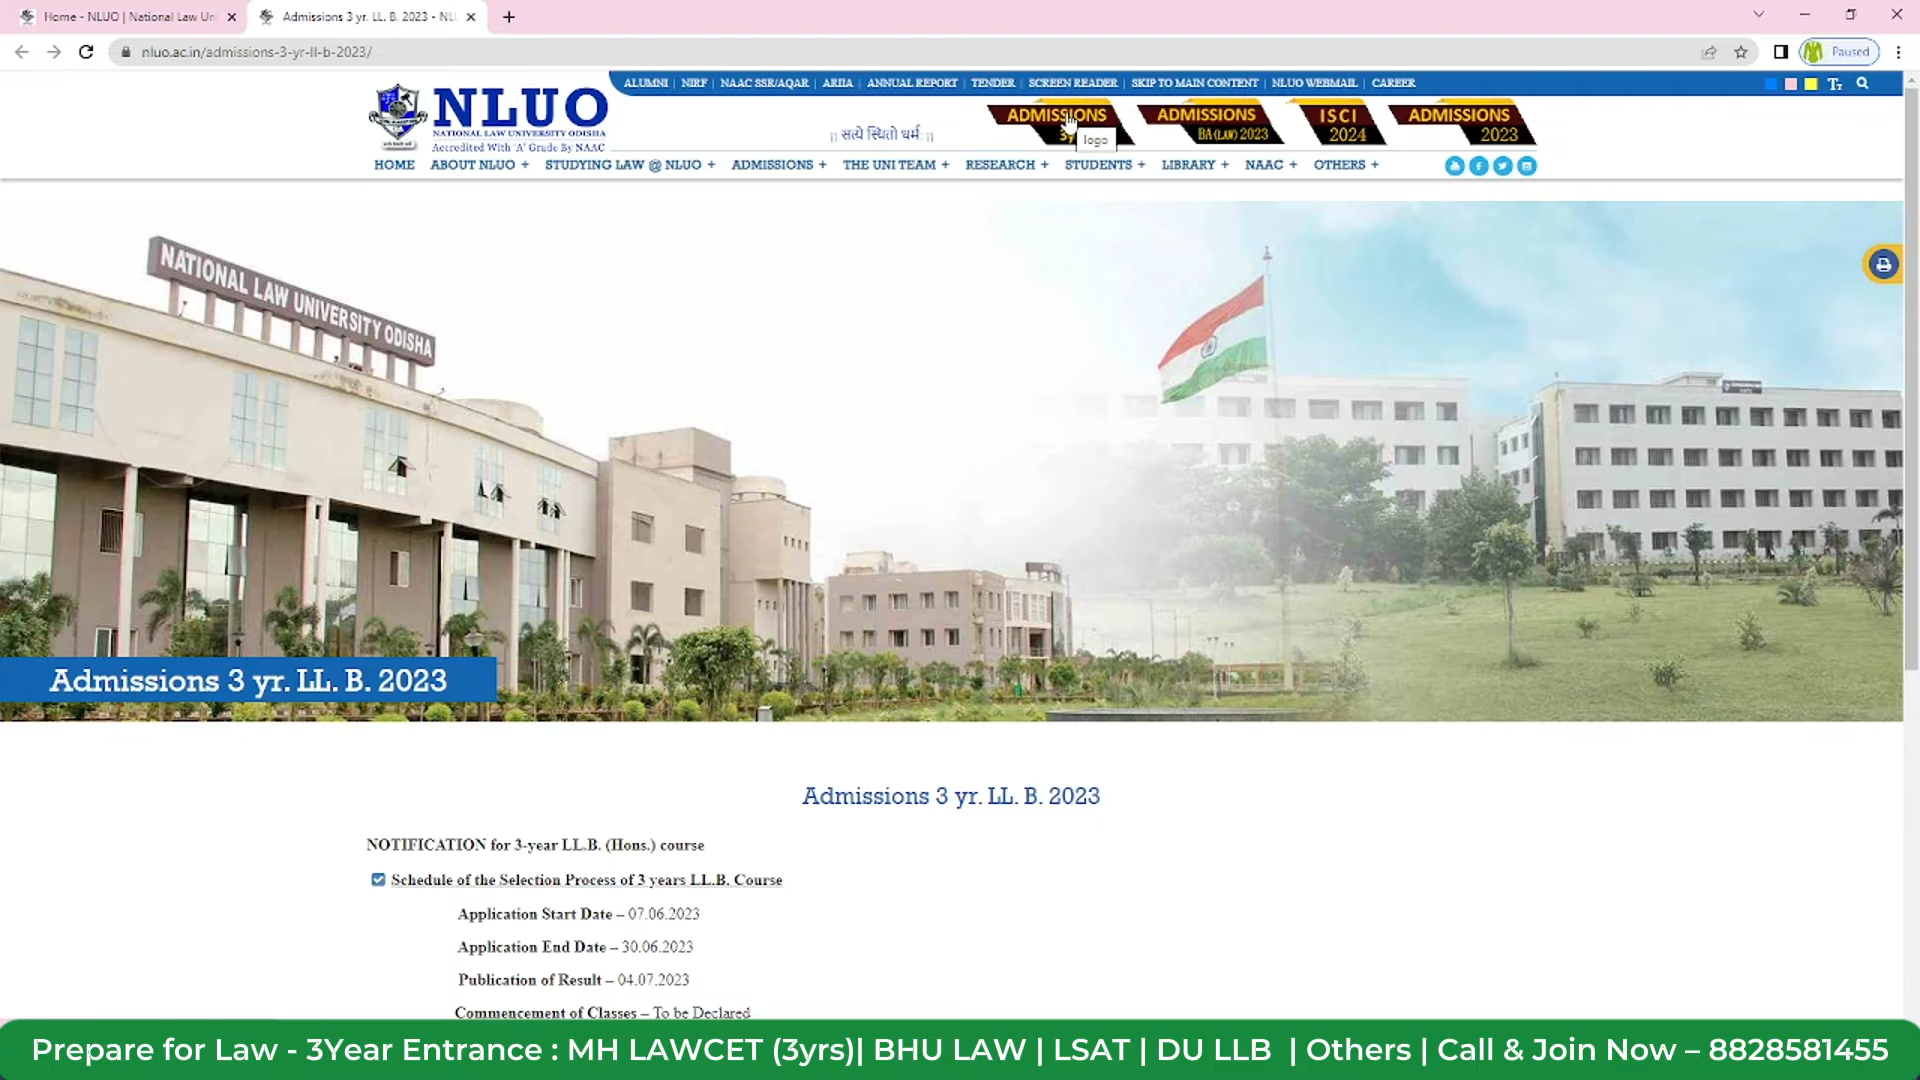 Home - NLUO | National Law Un
Admissions 3 yr. LL. B. 2023 - NLU
nluo.ac.in/admissions-3-yr-ll-b-2023/
Paused
ALUMNI | NIRF | NAAC SSR/AQAR | ARIIA | ANNUAL REPORT | TENDER | SCREEN READER | SKIP TO MAIN CONTENT | NLUO WEBMAIL | CAREER
NLUO
NATIONAL LAW UNIVERSITY ODISHA
Accredited With 'A' Grade By NAAC
।। सत्ये स्थितो धर्मः ।।
ADMISSIONS
logo
ADMISSIONS
BA(LAW) 2023
ISCI
2024
ADMISSIONS
2023
HOME ABOUT NLUO + STUDYING LAW @ NLUO + ADMISSIONS + THE UNI TEAM + RESEARCH + STUDENTS + LIBRARY + NAAC + OTHERS +
NATIONAL LAW UNIVERSITY ODISHA
Admissions 3 yr. LL. B. 2023
Admissions 3 yr. LL. B. 2023
NOTIFICATION for 3-year LL.B. (Hons.) course
Schedule of the Selection Process of 3 years LL.B. Course
Application Start Date – 07.06.2023
Application End Date – 30.06.2023
Publication of Result – 04.07.2023
Commencement of Classes – To be Declared
Prepare for Law - 3Year Entrance : MH LAWCET (3yrs)| BHU LAW | LSAT | DU LLB | Others | Call & Join Now – 8828581455